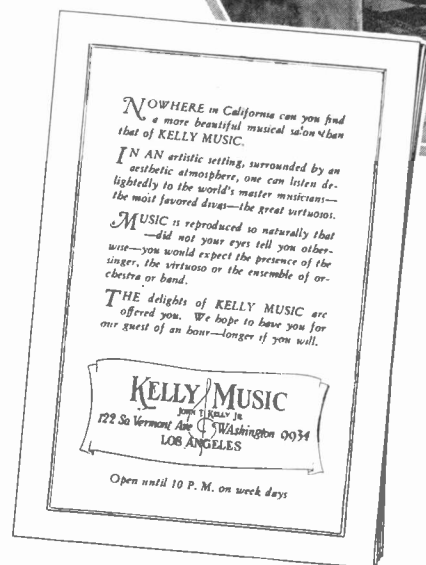 NOWHERE in California can you find
a more beautiful musical salon than
that of KELLY MUSIC.
IN AN artistic setting, surrounded by an
aesthetic atmosphere, one can listen de-
lightedly to the world's master musicians—
the most favored divas—the great virtuosos.
MUSIC is reproduced so naturally that
—did not your eyes tell you other-
wise—you would expect the presence of the
singer, the virtuoso or the ensemble of or-
chestra or band.
THE delights of KELLY MUSIC are
offered you. We hope to have you for
our guest of an hour—longer if you will.
KELLY MUSIC
JOHN T. KELLY JR.
122 So Vermont Ave WAshington 9934
LOS ANGELES
Open until 10 P. M. on week days